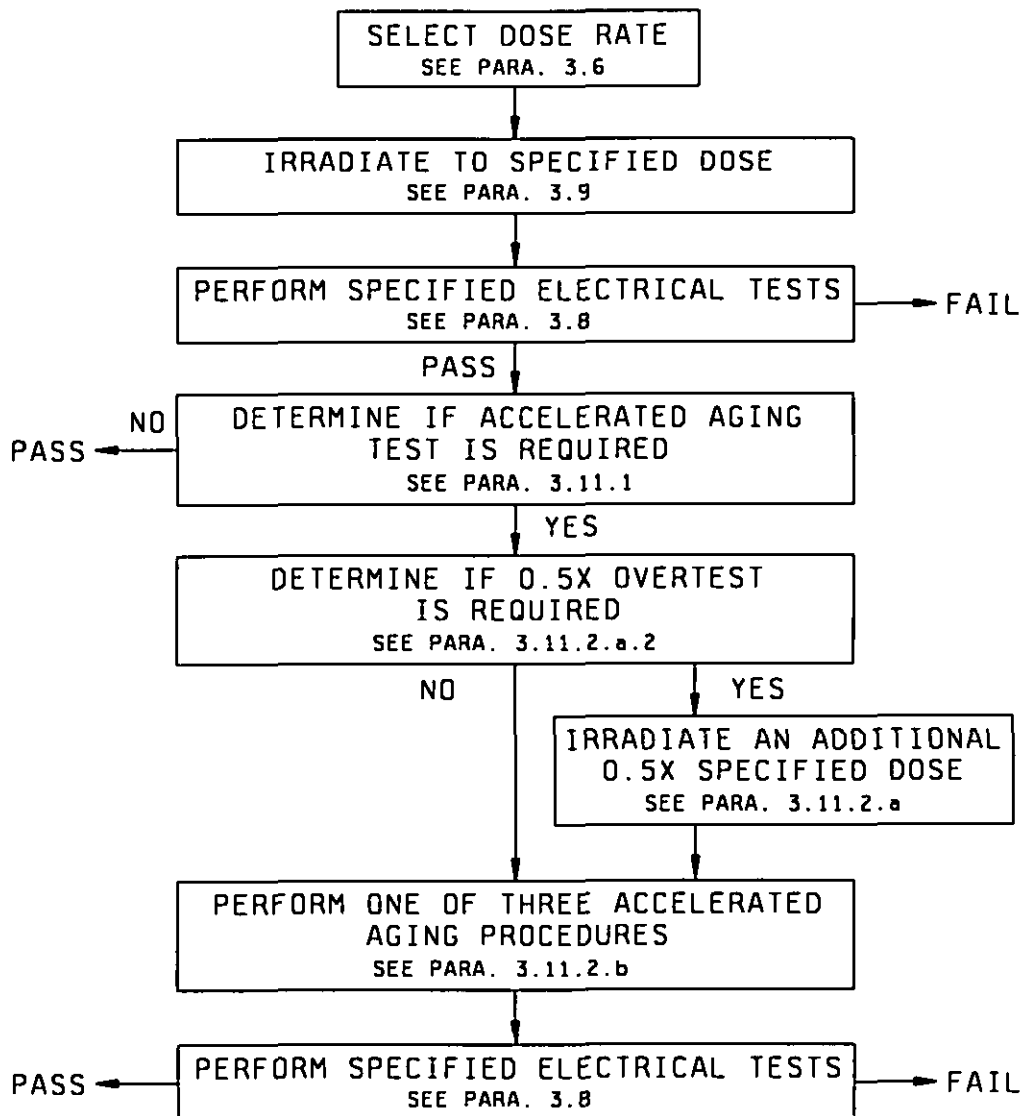 SELECT DOSE RATE
SEE PARA. 3.6
IRRADIATE TO SPECIFIED DOSE
SEE PARA. 3.9
PERFORM SPECIFIED ELECTRICAL TESTS
SEE PARA. 3.8
FAIL
PASS
NO
PASS
DETERMINE IF ACCELERATED AGING
TEST IS REQUIRED
SEE PARA. 3.11.1
YES
DETERMINE IF 0.5X OVERTEST
IS REQUIRED
SEE PARA. 3.11.2.a.2
NO
YES
IRRADIATE AN ADDITIONAL
0.5X SPECIFIED DOSE
SEE PARA. 3.11.2.a
PERFORM ONE OF THREE ACCELERATED
AGING PROCEDURES
SEE PARA. 3.11.2.b
PASS
PERFORM SPECIFIED ELECTRICAL TESTS
SEE PARA. 3.8
FAIL